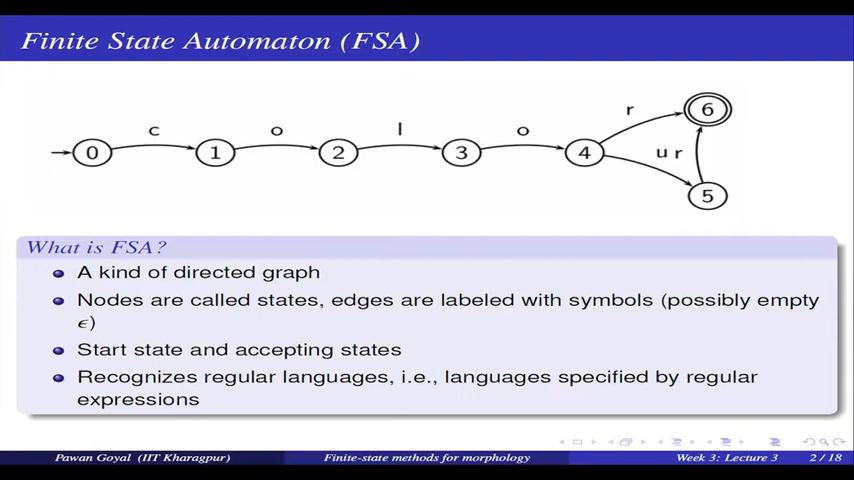 Finite State Automaton (FSA)
c o l o r
0 1 2 3 4 6
u r
5
What is FSA?
A kind of directed graph
Nodes are called states, edges are labeled with symbols (possibly empty
ϵ)
Start state and accepting states
Recognizes regular languages, i.e., languages specified by regular
expressions
Pawan Goyal (IIT Kharagpur) Finite-state methods for morphology Week 3: Lecture 3 2 / 18